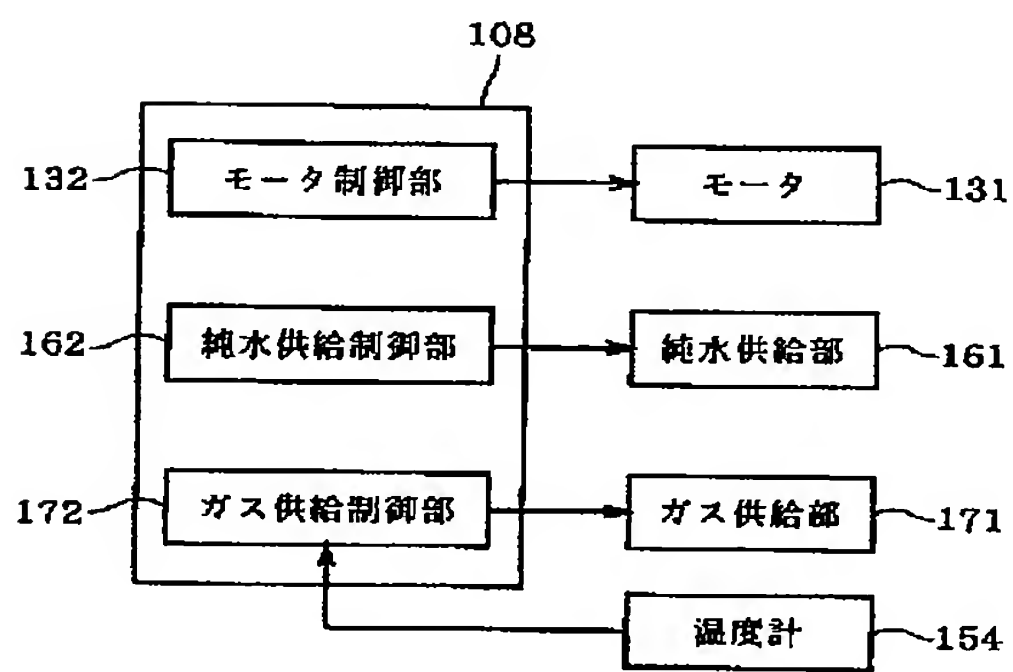 108
132 モータ制御部 モータ 131
162 純水供給制御部 純水供給部 161
172 ガス供給制御部 ガス供給部 171
温度計 154